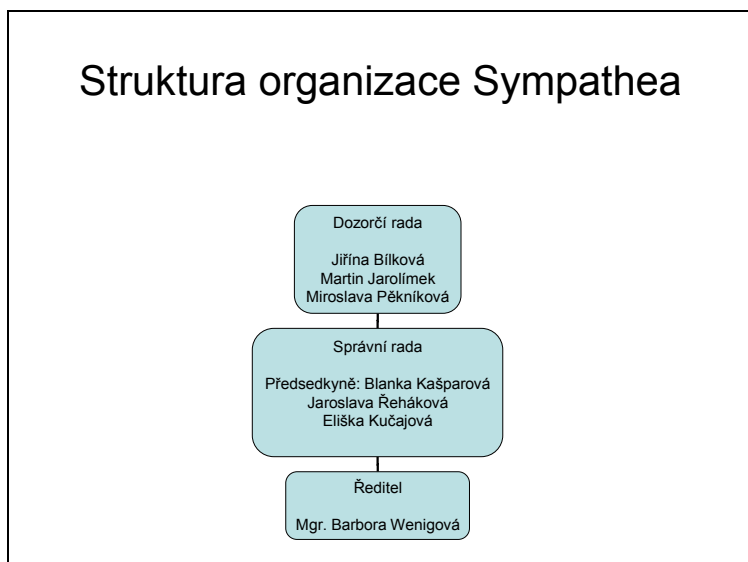 Struktura organizace Sympathea
Dozorčí rada
Jiřína Bílková
Martin Jarolímek
Miroslava Pěkníková
Správní rada
Předsedkyně: Blanka Kašparová
Jaroslava Řeháková
Eliška Kučajová
Ředitel
Mgr. Barbora Wenigová